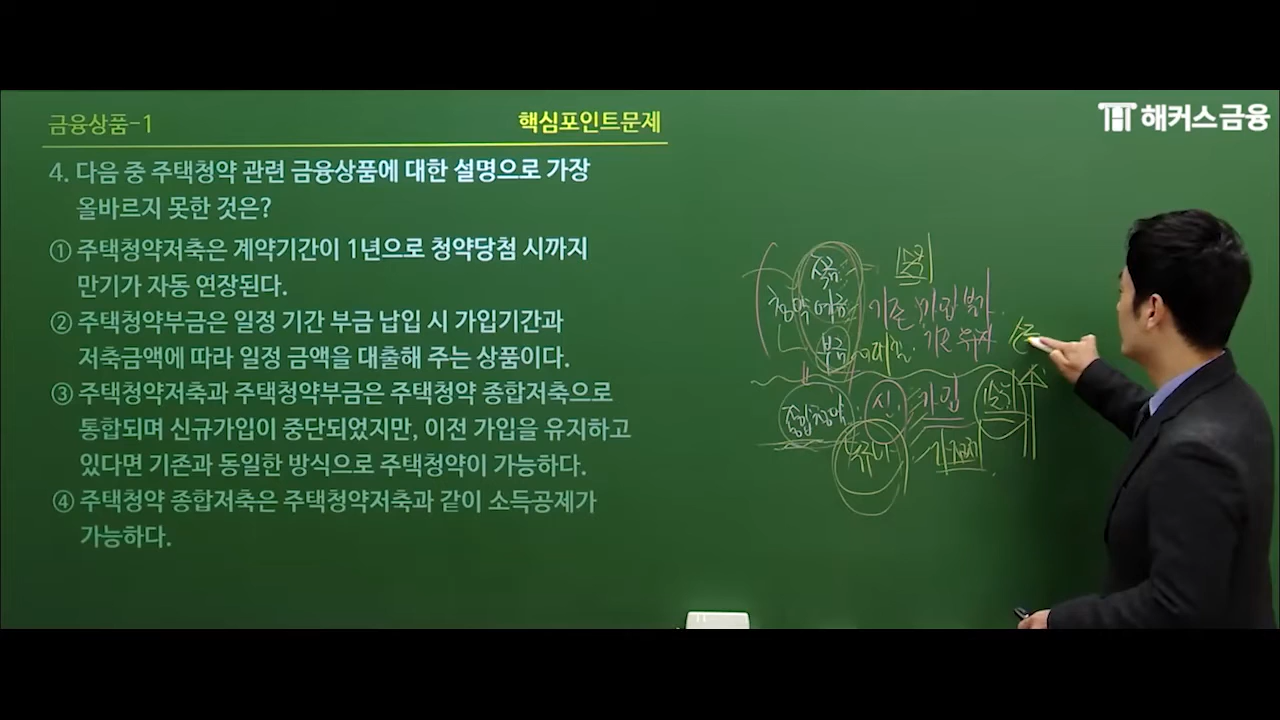 금융상품-1
핵심포인트문제
해커스금융
4. 다음 중 주택청약 관련 금융상품에 대한 설명으로 가장
올바르지 못한 것은?
① 주택청약저축은 계약기간이 1년으로 청약당첨 시까지
만기가 자동 연장된다.
② 주택청약부금은 일정 기간 부금 납입 시 가입기간과
저축금액에 따라 일정 금액을 대출해 주는 상품이다.
③ 주택청약저축과 주택청약부금은 주택청약 종합저축으로
통합되며 신규가입이 중단되었지만, 이전 가입을 유지하고
있다면 기존과 동일한 방식으로 주택청약이 가능하다.
④ 주택청약 종합저축은 주택청약저축과 같이 소득공제가
가능하다.
청약
예금
부금
가입